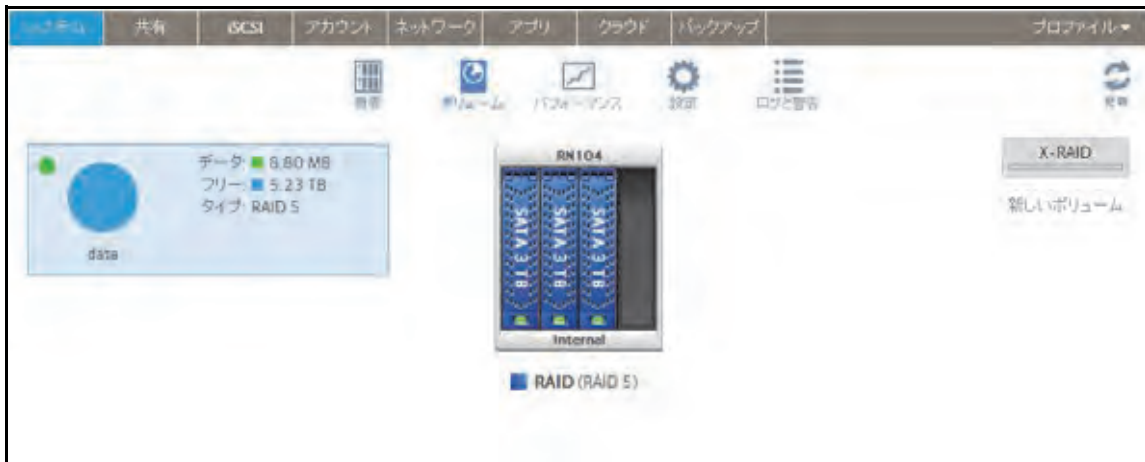 システム 共有 iSCSI アカウント ネットワーク アプリ クラウド バックアップ プロファイル
概要 ボリューム パフォーマンス 設定 ログと警告 更新
データ: 8.80 MB
フリー: 5.23 TB
タイプ: RAID 5
data
RN104
SATA 3 TB
SATA 3 TB
SATA 3 TB
Internal
RAID (RAID 5)
X-RAID
新しいボリューム